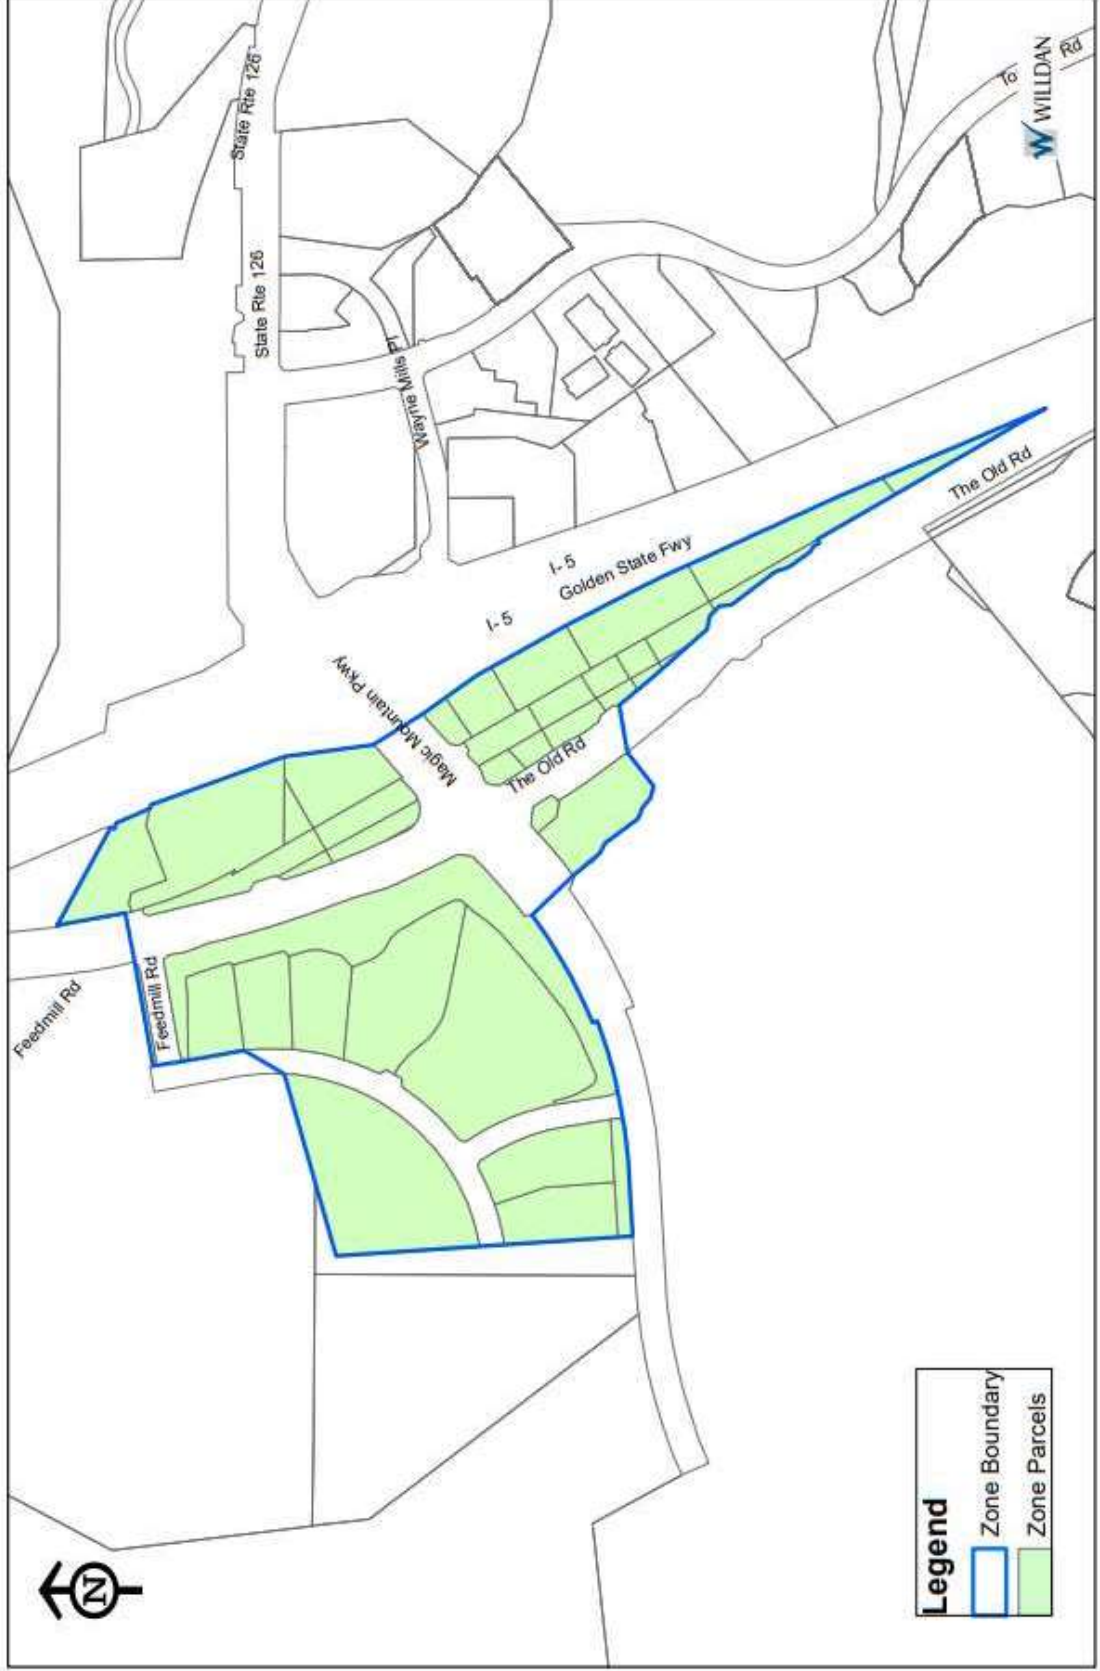 Feedmill Rd
Feedmill Rd
State Rte 126
State Rte 126
Wayne Mills Pl
Magic Mountain Pkwy
I-5
I-5
Golden State Fwy
The Old Rd
The Old Rd
To
Rd
WILLDAN
N
Legend
Zone Boundary
Zone Parcels